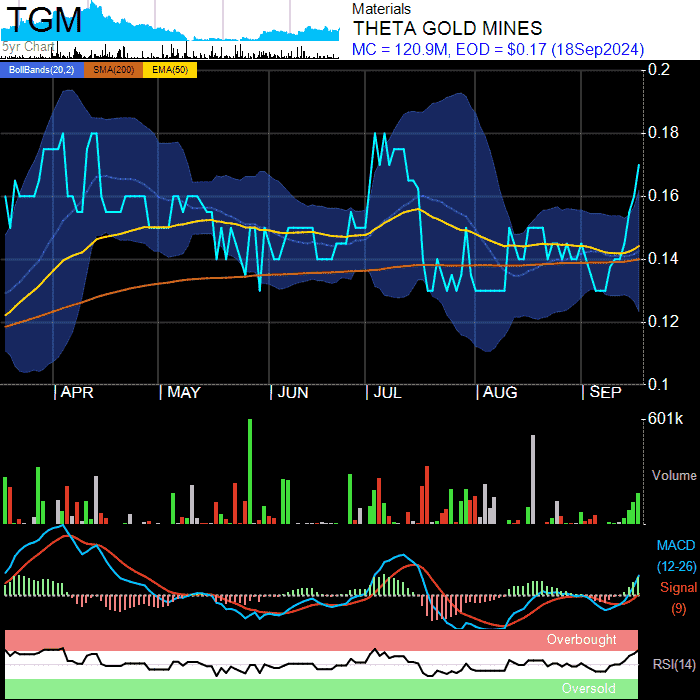 TGM
5yr Chart
Materials
THETA GOLD MINES
MC = 120.9M, EOD = $0.17 (18Sep2024)
BollBands(20,2) SMA(200) EMA(50)
0.2
0.18
0.16
0.14
0.12
0.1
APR MAY JUN JUL AUG SEP
601k
Volume
MACD
(12-26)
Signal
(9)
Overbought
RSI(14)
Oversold